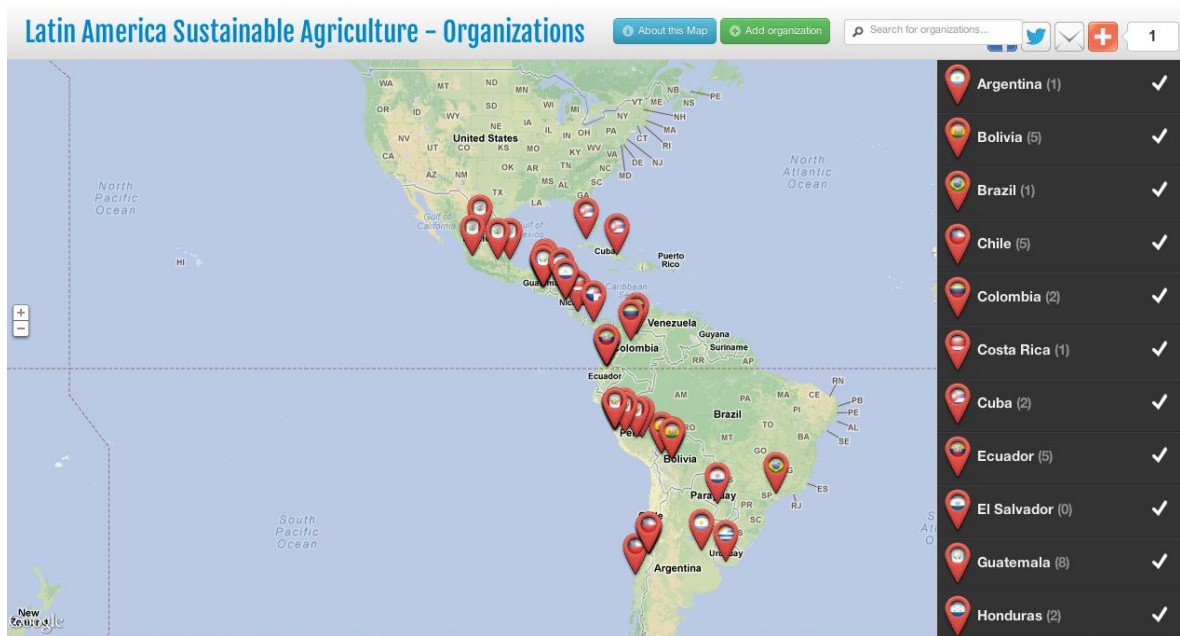 Latin America Sustainable Agriculture - Organizations
About this Map
Add organization
Search for organizations...
1
Argentina (1)
Bolivia (5)
Brazil (1)
Chile (5)
Colombia (2)
Costa Rica (1)
Cuba (2)
Ecuador (5)
El Salvador (0)
Guatemala (8)
Honduras (2)
WA
MT
ND
MN
NB
PE
VT
ME
NS
OR
ID
SD
WI
MI
NH
WY
NY
NE
IA
MA
NV
United States
IL
IN
OH
PA
CT
RI
UT
CO
KS
MO
KY
WV
VA
DE
NJ
CA
MD
AZ
NM
OK
AR
TN
NC
MS
AL
SC
TX
GA
LA
North
Pacific
Ocean
North
Atlantic
Ocean
Gulf of
California
HI
Cuba
Puerto
Rico
Caribbean
Venezuela
Guyana
Suriname
Colombia
RR
AP
Ecuador
RN
AM
PA
MA
CE
PB
PI
PE
Brazil
TO
AL
RO
BA
SE
MT
GO
Bolivia
ES
Paraguay
SP
RJ
PR
SC
South
Pacific
Ocean
Uruguay
Argentina
New
Google
+
-